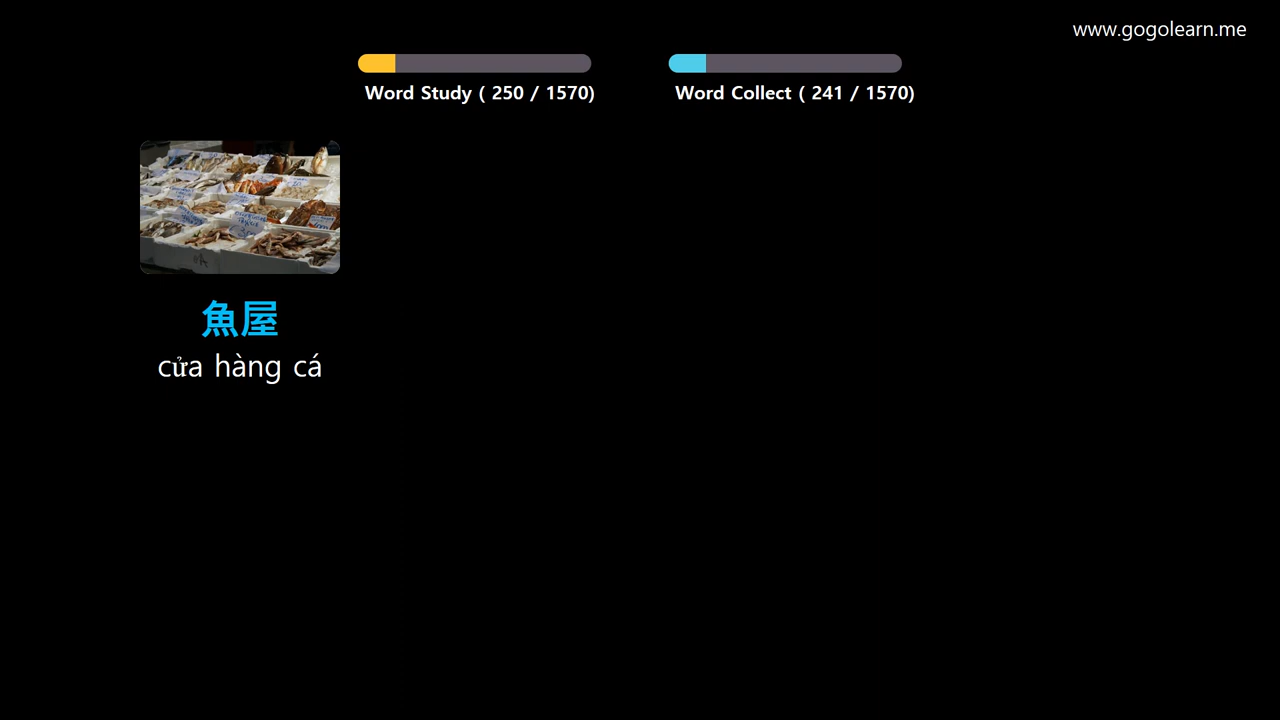 www.gogolearn.me
Word Study ( 250 / 1570)
Word Collect ( 241 / 1570)
魚屋
cửa hàng cá